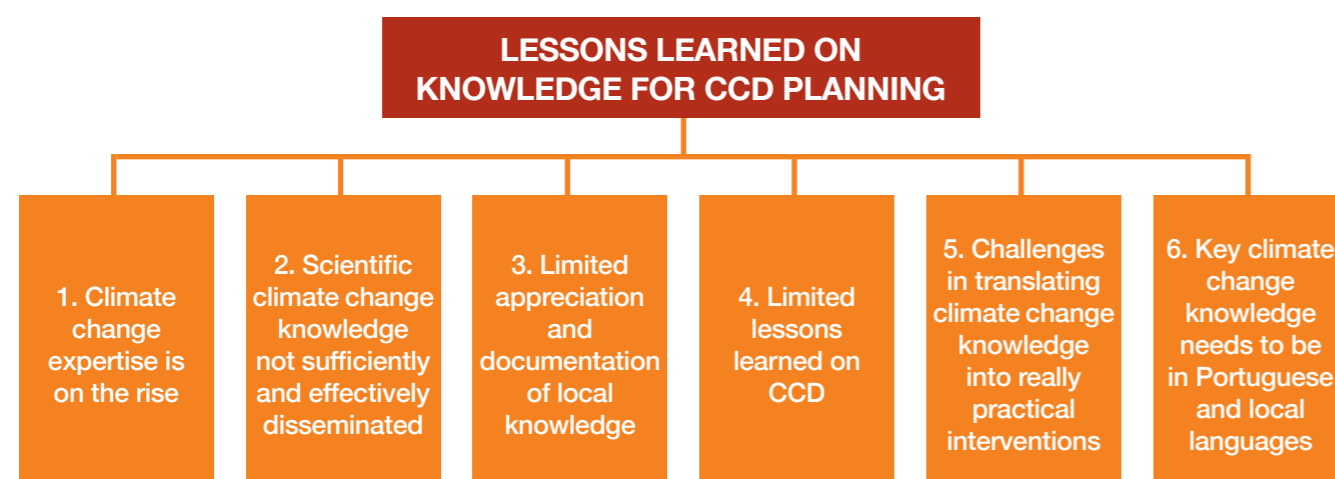 LESSONS LEARNED ON
KNOWLEDGE FOR CCD PLANNING
1. Climate
change
expertise is
on the rise
2. Scientific
climate change
knowledge
not sufficiently
and effectively
disseminated
3. Limited
appreciation
and
documentation
of local
knowledge
4. Limited
lessons
learned on
CCD
5. Challenges
in translating
climate change
knowledge
into really
practical
interventions
6. Key climate
change
knowledge
needs to be
in Portuguese
and local
languages